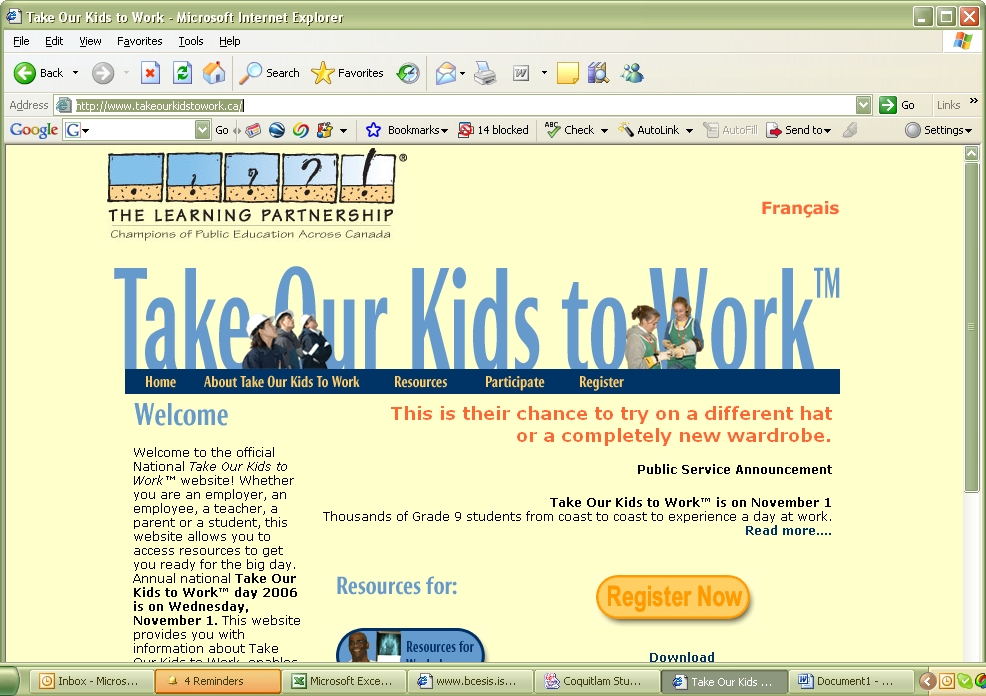 Take Our Kids to Work - Microsoft Internet Explorer
File Edit View Favorites Tools Help
Back Search Favorites
Address http://www.takeourkidstowork.ca/ Go Links »
Google G Go Bookmarks 14 blocked ABC Check AutoLink AutoFill Send to Settings
THE LEARNING PARTNERSHIP®
Champions of Public Education Across Canada
Français
Take Our Kids to Work™
Home About Take Our Kids To Work Resources Participate Register
Welcome
Welcome to the official
National Take Our Kids to
Work™ website! Whether
you are an employer, an
employee, a teacher, a
parent or a student, this
website allows you to
access resources to get
you ready for the big day.
Annual national Take Our
Kids to Work™ day 2006
is on Wednesday,
November 1. This website
provides you with
information about Take
Our Kids to Work, enables
This is their chance to try on a different hat
or a completely new wardrobe.
Public Service Announcement
Take Our Kids to Work™ is on November 1
Thousands of Grade 9 students from coast to coast to experience a day at work.
Read more....
Resources for:
Resources for
Register Now
Download
Inbox - Micros... 4 Reminders Microsoft Exce... www.bcesis.is... Coquitlam Stu... Take Our Kids ... Document1 - ...